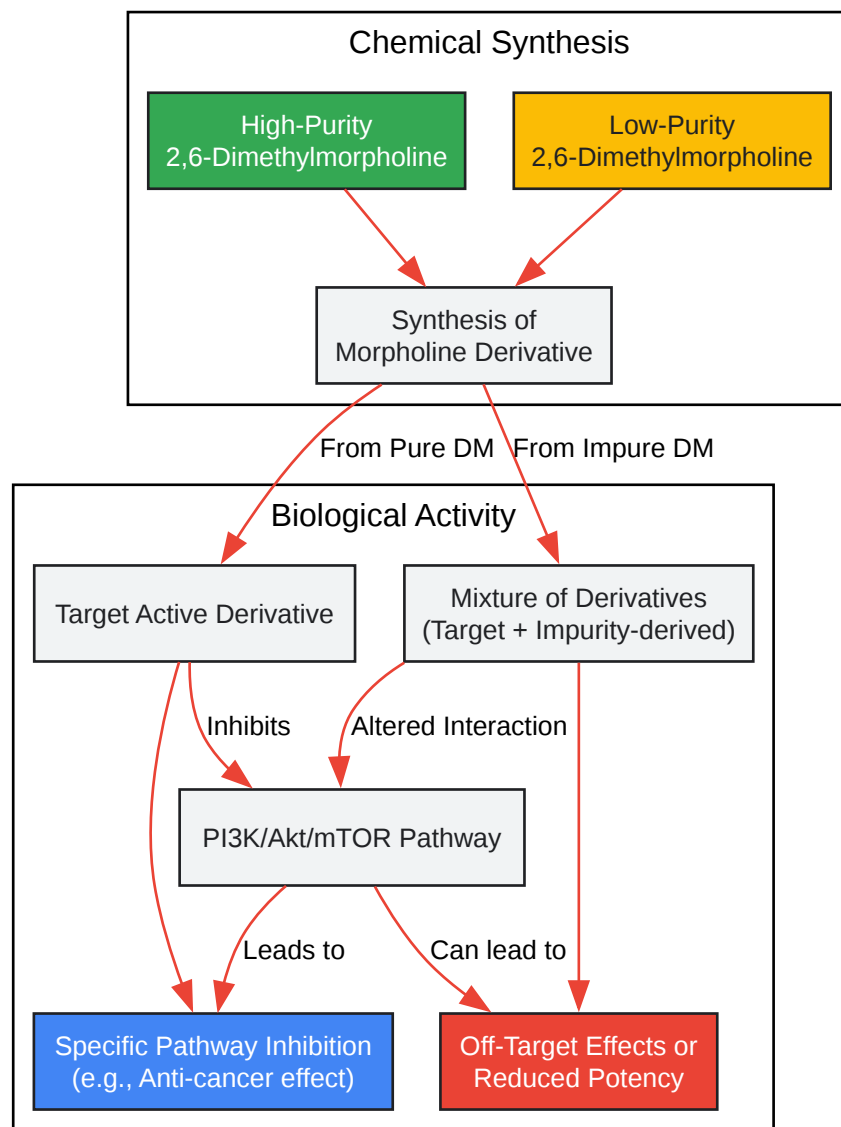 Chemical Synthesis
High-Purity
2,6-Dimethylmorpholine
Low-Purity
2,6-Dimethylmorpholine
Synthesis of
Morpholine Derivative
From Pure DM
From Impure DM
Biological Activity
Target Active Derivative
Mixture of Derivatives
(Target + Impurity-derived)
Inhibits
Altered Interaction
PI3K/Akt/mTOR Pathway
Leads to
Can lead to
Specific Pathway Inhibition
(e.g., Anti-cancer effect)
Off-Target Effects or
Reduced Potency